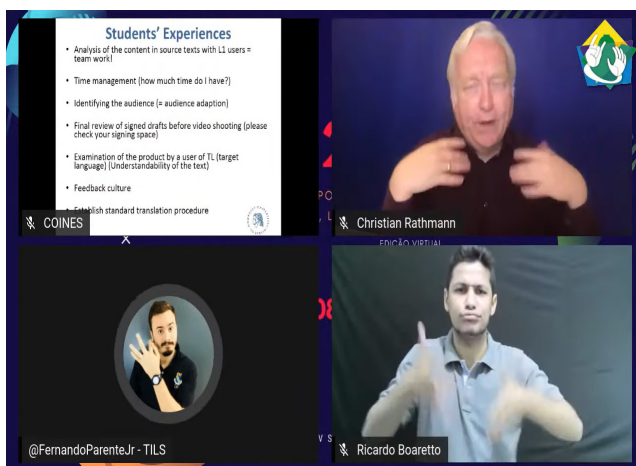 Students' Experiences
• Analysis of the content in source texts with L1 users =
team work!
• Time management (how much time do I have?)
• Identifying the audience (= audience adaption)
• Final review of signed drafts before video shooting (please
check your signing space)
• Examination of the product by a user of TL (target
language) (Understandability of the text)
• Feedback culture
• Establish standard translation procedure
COINES
Christian Rathmann
EDIÇÃO VIRTUAL
@FernandoParenteJr - TILS
Ricardo Boaretto